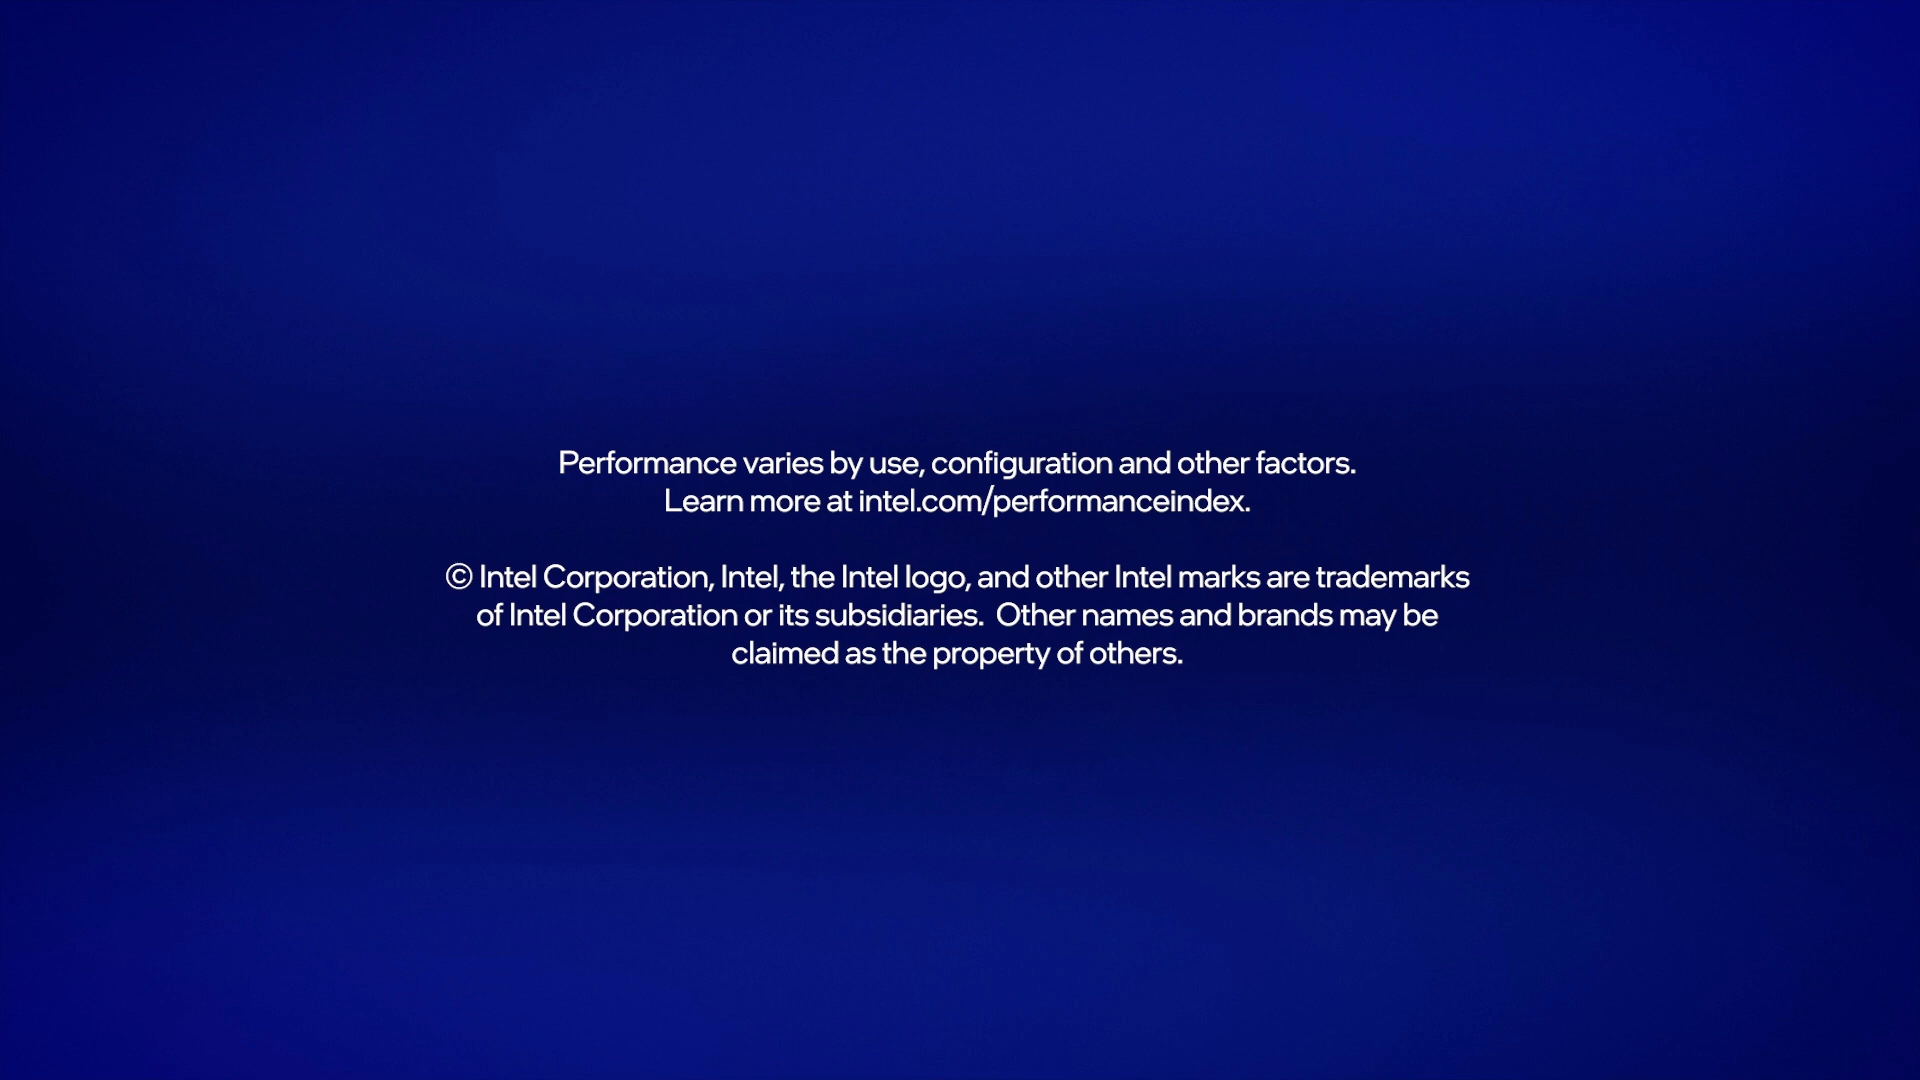 Performance varies by use, configuration and other factors.
Learn more at intel.com/performanceindex.
© Intel Corporation, Intel, the Intel logo, and other Intel marks are trademarks
of Intel Corporation or its subsidiaries.  Other names and brands may be
claimed as the property of others.